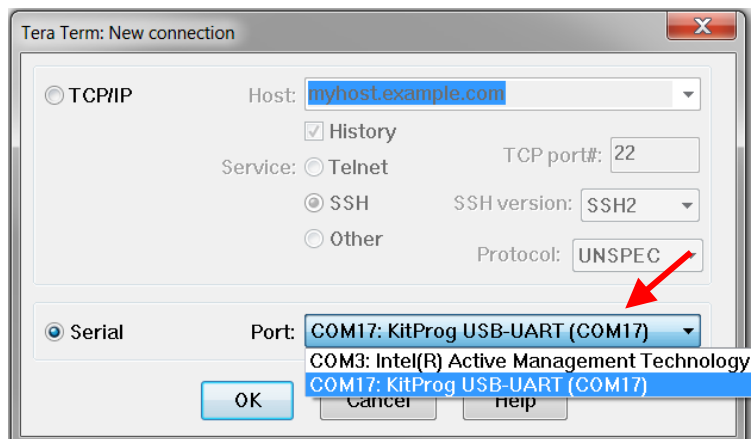 Tera Term: New connection
TCP/IP
Host: myhost.example.com
History
Service: Telnet
TCP port#: 22
SSH
SSH version: SSH2
Other
Protocol: UNSPEC
Serial
Port: COM17: KitProg USB-UART (COM17)
COM3: Intel(R) Active Management Technology
COM17: KitProg USB-UART (COM17)
OK
Cancel
Help